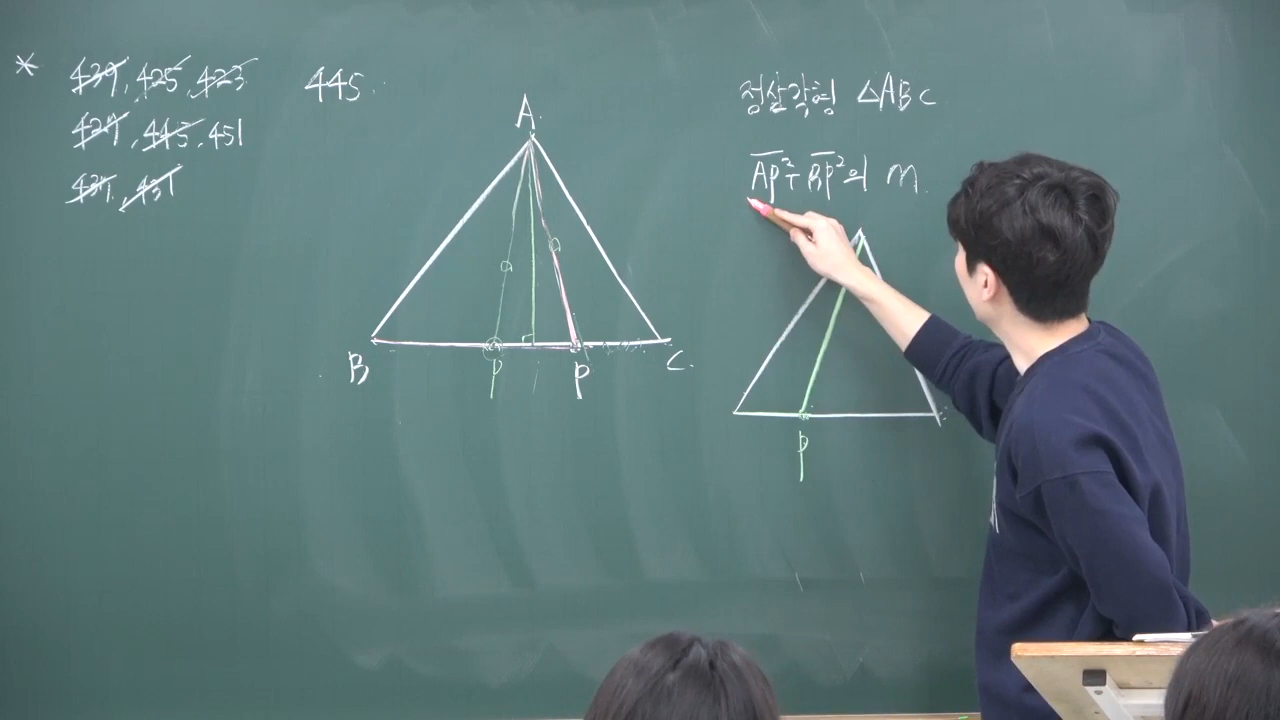 * 439, 425, 423 445.
429, 445, 451
437, 431
정삼각형 △ABC
AP² + BP²의 m.
A
B P P C
P